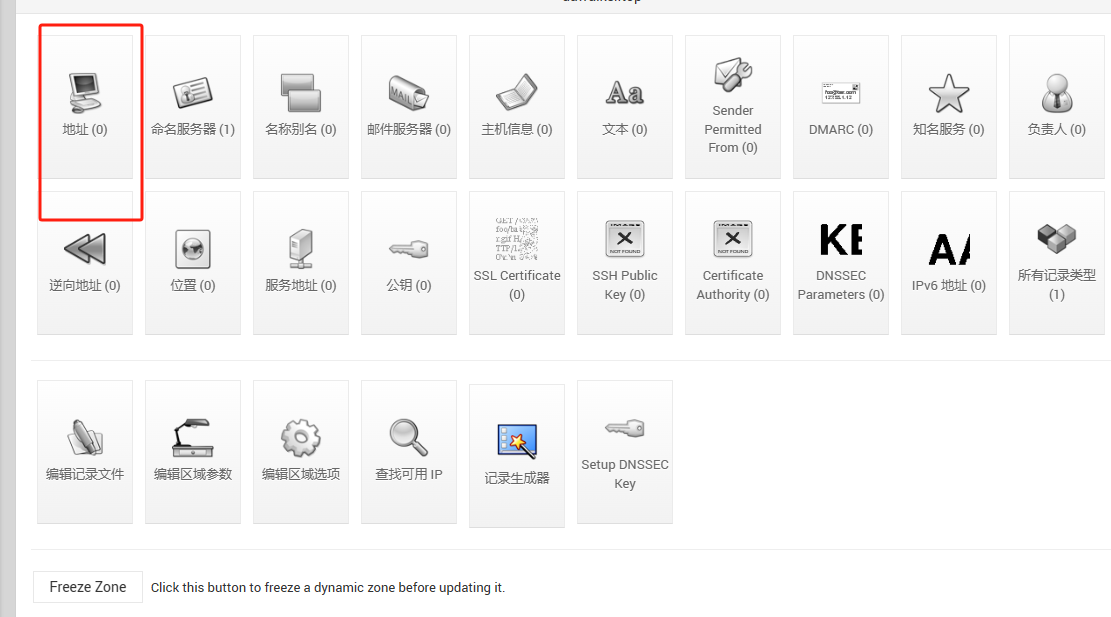 地址 (0)
命名服务器 (1)
名称别名 (0)
邮件服务器 (0)
主机信息 (0)
文本 (0)
Sender
Permitted
From (0)
DMARC (0)
知名服务 (0)
负责人 (0)
逆向地址 (0)
位置 (0)
服务地址 (0)
公钥 (0)
SSL Certificate
(0)
SSH Public
Key (0)
Certificate
Authority (0)
KE
DNSSEC
Parameters (0)
IPv6 地址 (0)
所有记录类型
(1)
编辑记录文件
编辑区域参数
编辑区域选项
查找可用 IP
记录生成器
Setup DNSSEC
Key
Freeze Zone
Click this button to freeze a dynamic zone before updating it.